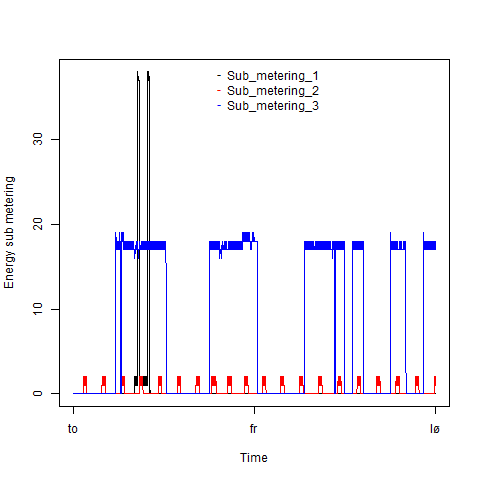 Sub_metering_1
Sub_metering_2
Sub_metering_3
Energy sub metering
30
20
10
0
to fr lø
Time